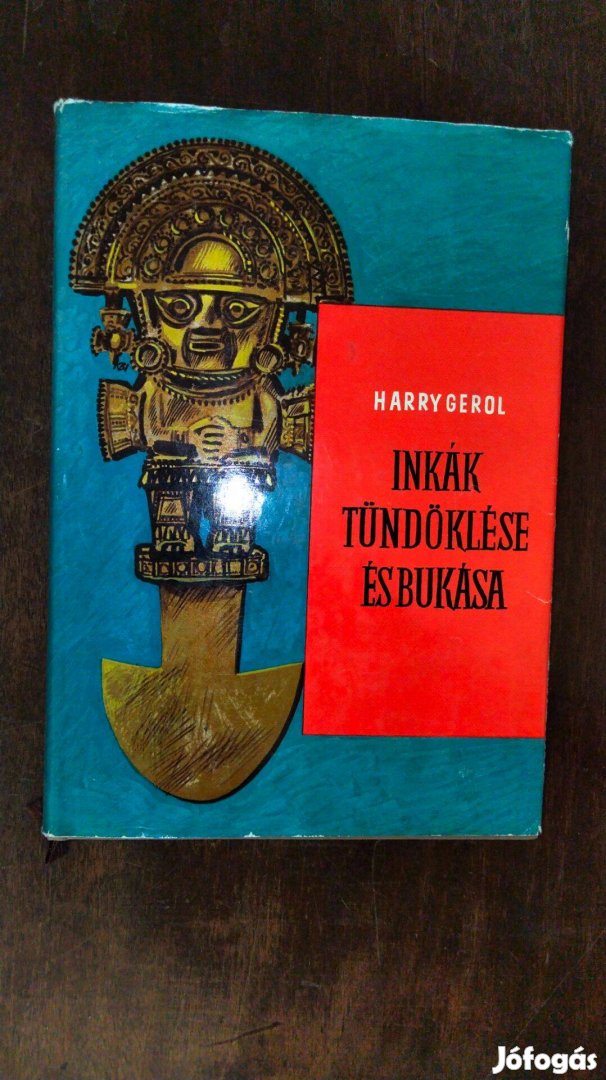 HARRY GEROL
INKÁK
TÜNDÖKLÉSE
ÉS BUKÁSA
Jófogás